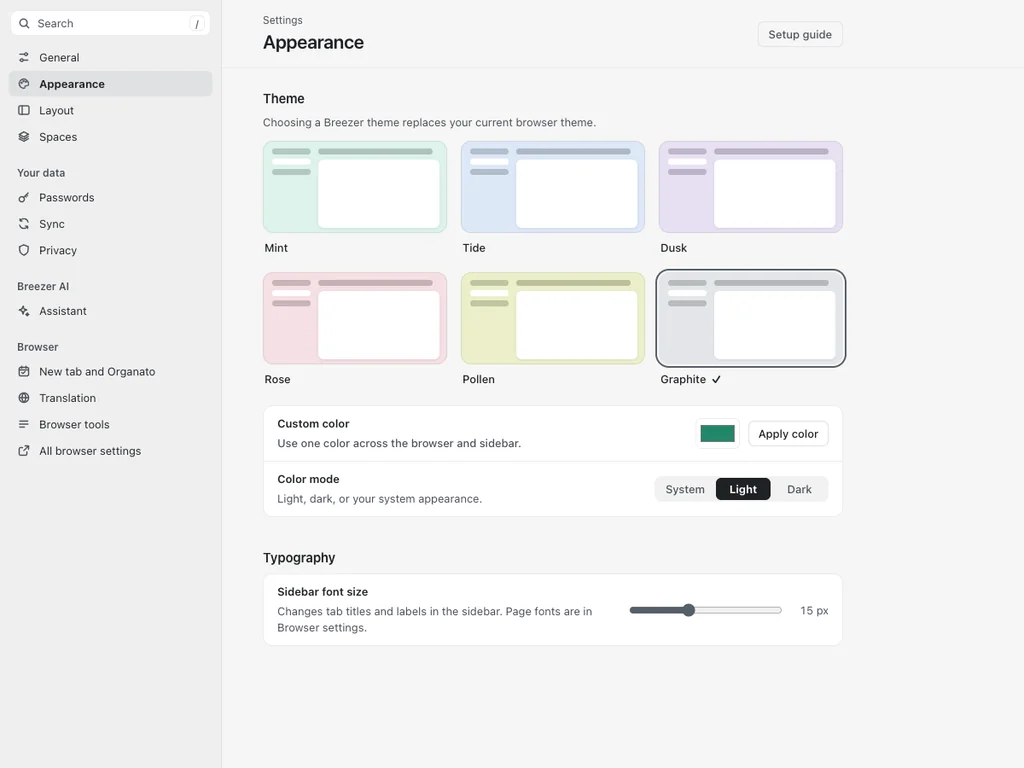 Search
/
General
Appearance
Layout
Spaces
Your data
Passwords
Sync
Privacy
Breezer AI
Assistant
Browser
New tab and Organato
Translation
Browser tools
All browser settings
Settings
Appearance
Setup guide
Theme
Choosing a Breezer theme replaces your current browser theme.
Mint
Tide
Dusk
Rose
Pollen
Graphite
Custom color
Use one color across the browser and sidebar.
Apply color
Color mode
Light, dark, or your system appearance.
System
Light
Dark
Typography
Sidebar font size
Changes tab titles and labels in the sidebar. Page fonts are in
Browser settings.
15 px